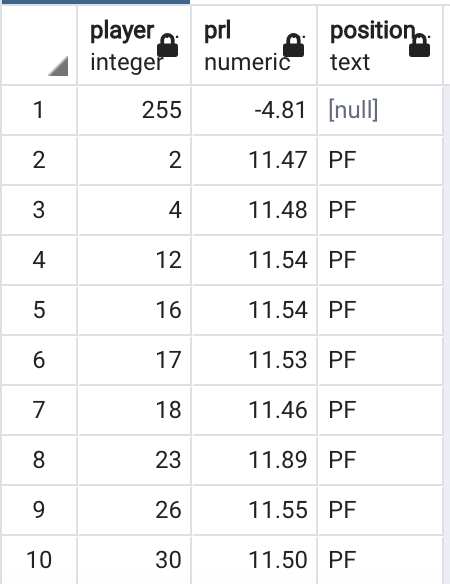 player prl position
integer numeric text
1 255 -4.81 [null]
2 2 11.47 PF
3 4 11.48 PF
4 12 11.54 PF
5 16 11.54 PF
6 17 11.53 PF
7 18 11.46 PF
8 23 11.89 PF
9 26 11.55 PF
10 30 11.50 PF